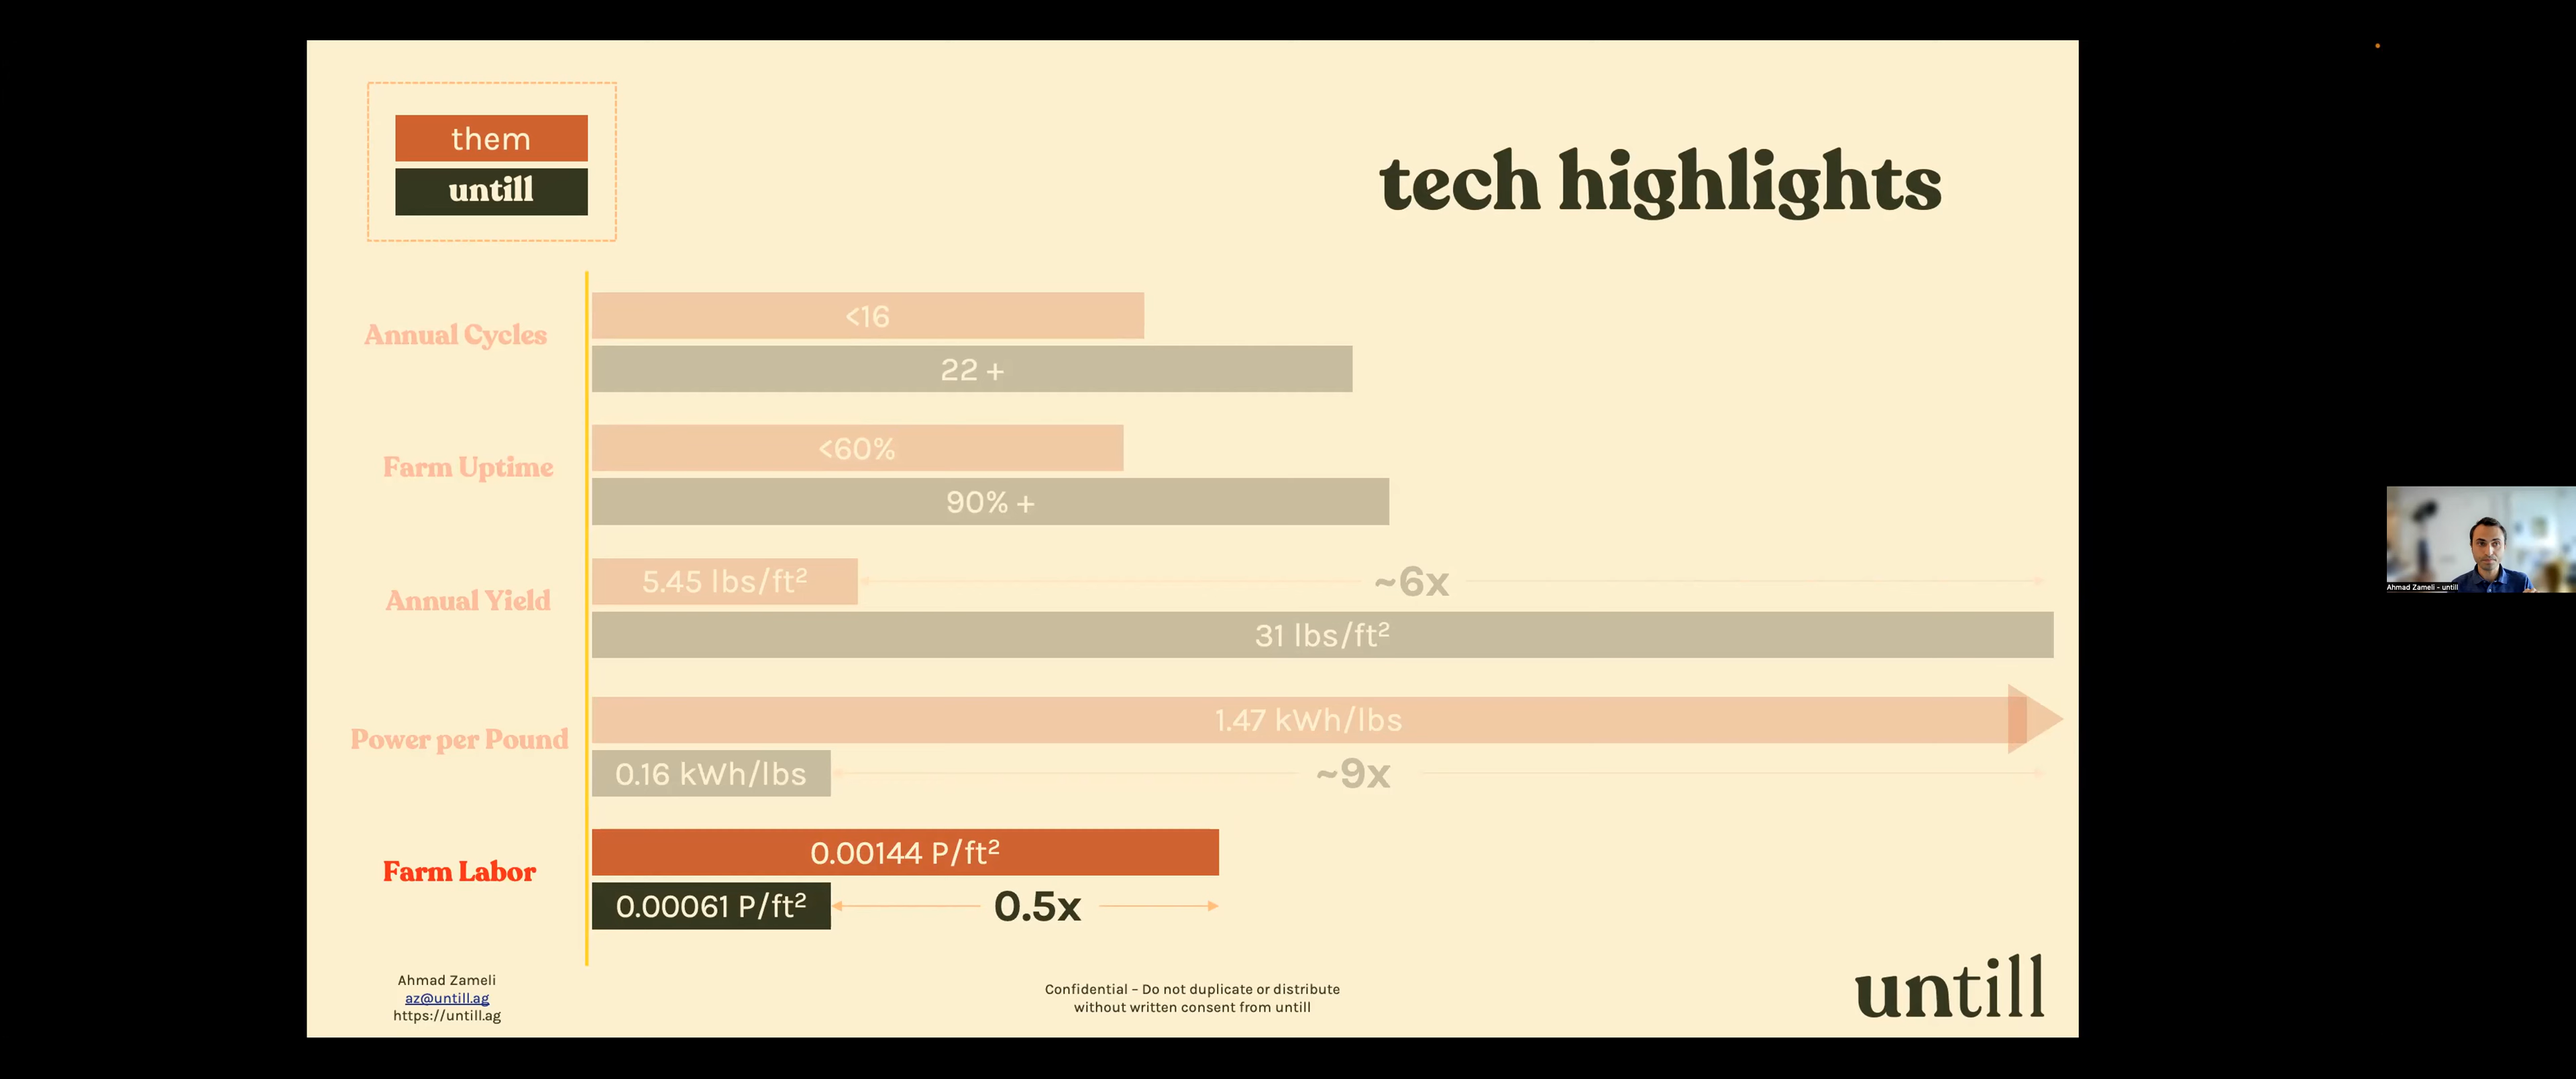 them
untill
tech highlights
Annual Cycles
<16
22 +
Farm Uptime
<60%
90% +
Annual Yield
5.45 lbs/ft²
~6x
31 lbs/ft²
Power per Pound
1.47 kWh/lbs
0.16 kWh/lbs
~9x
Farm Labor
0.00144 P/ft²
0.00061 P/ft²
0.5x
Ahmad Zameli
az@untill.ag
https://untill.ag
Confidential – Do not duplicate or distribute
without written consent from untill
untill
Ahmad Zameli - untill